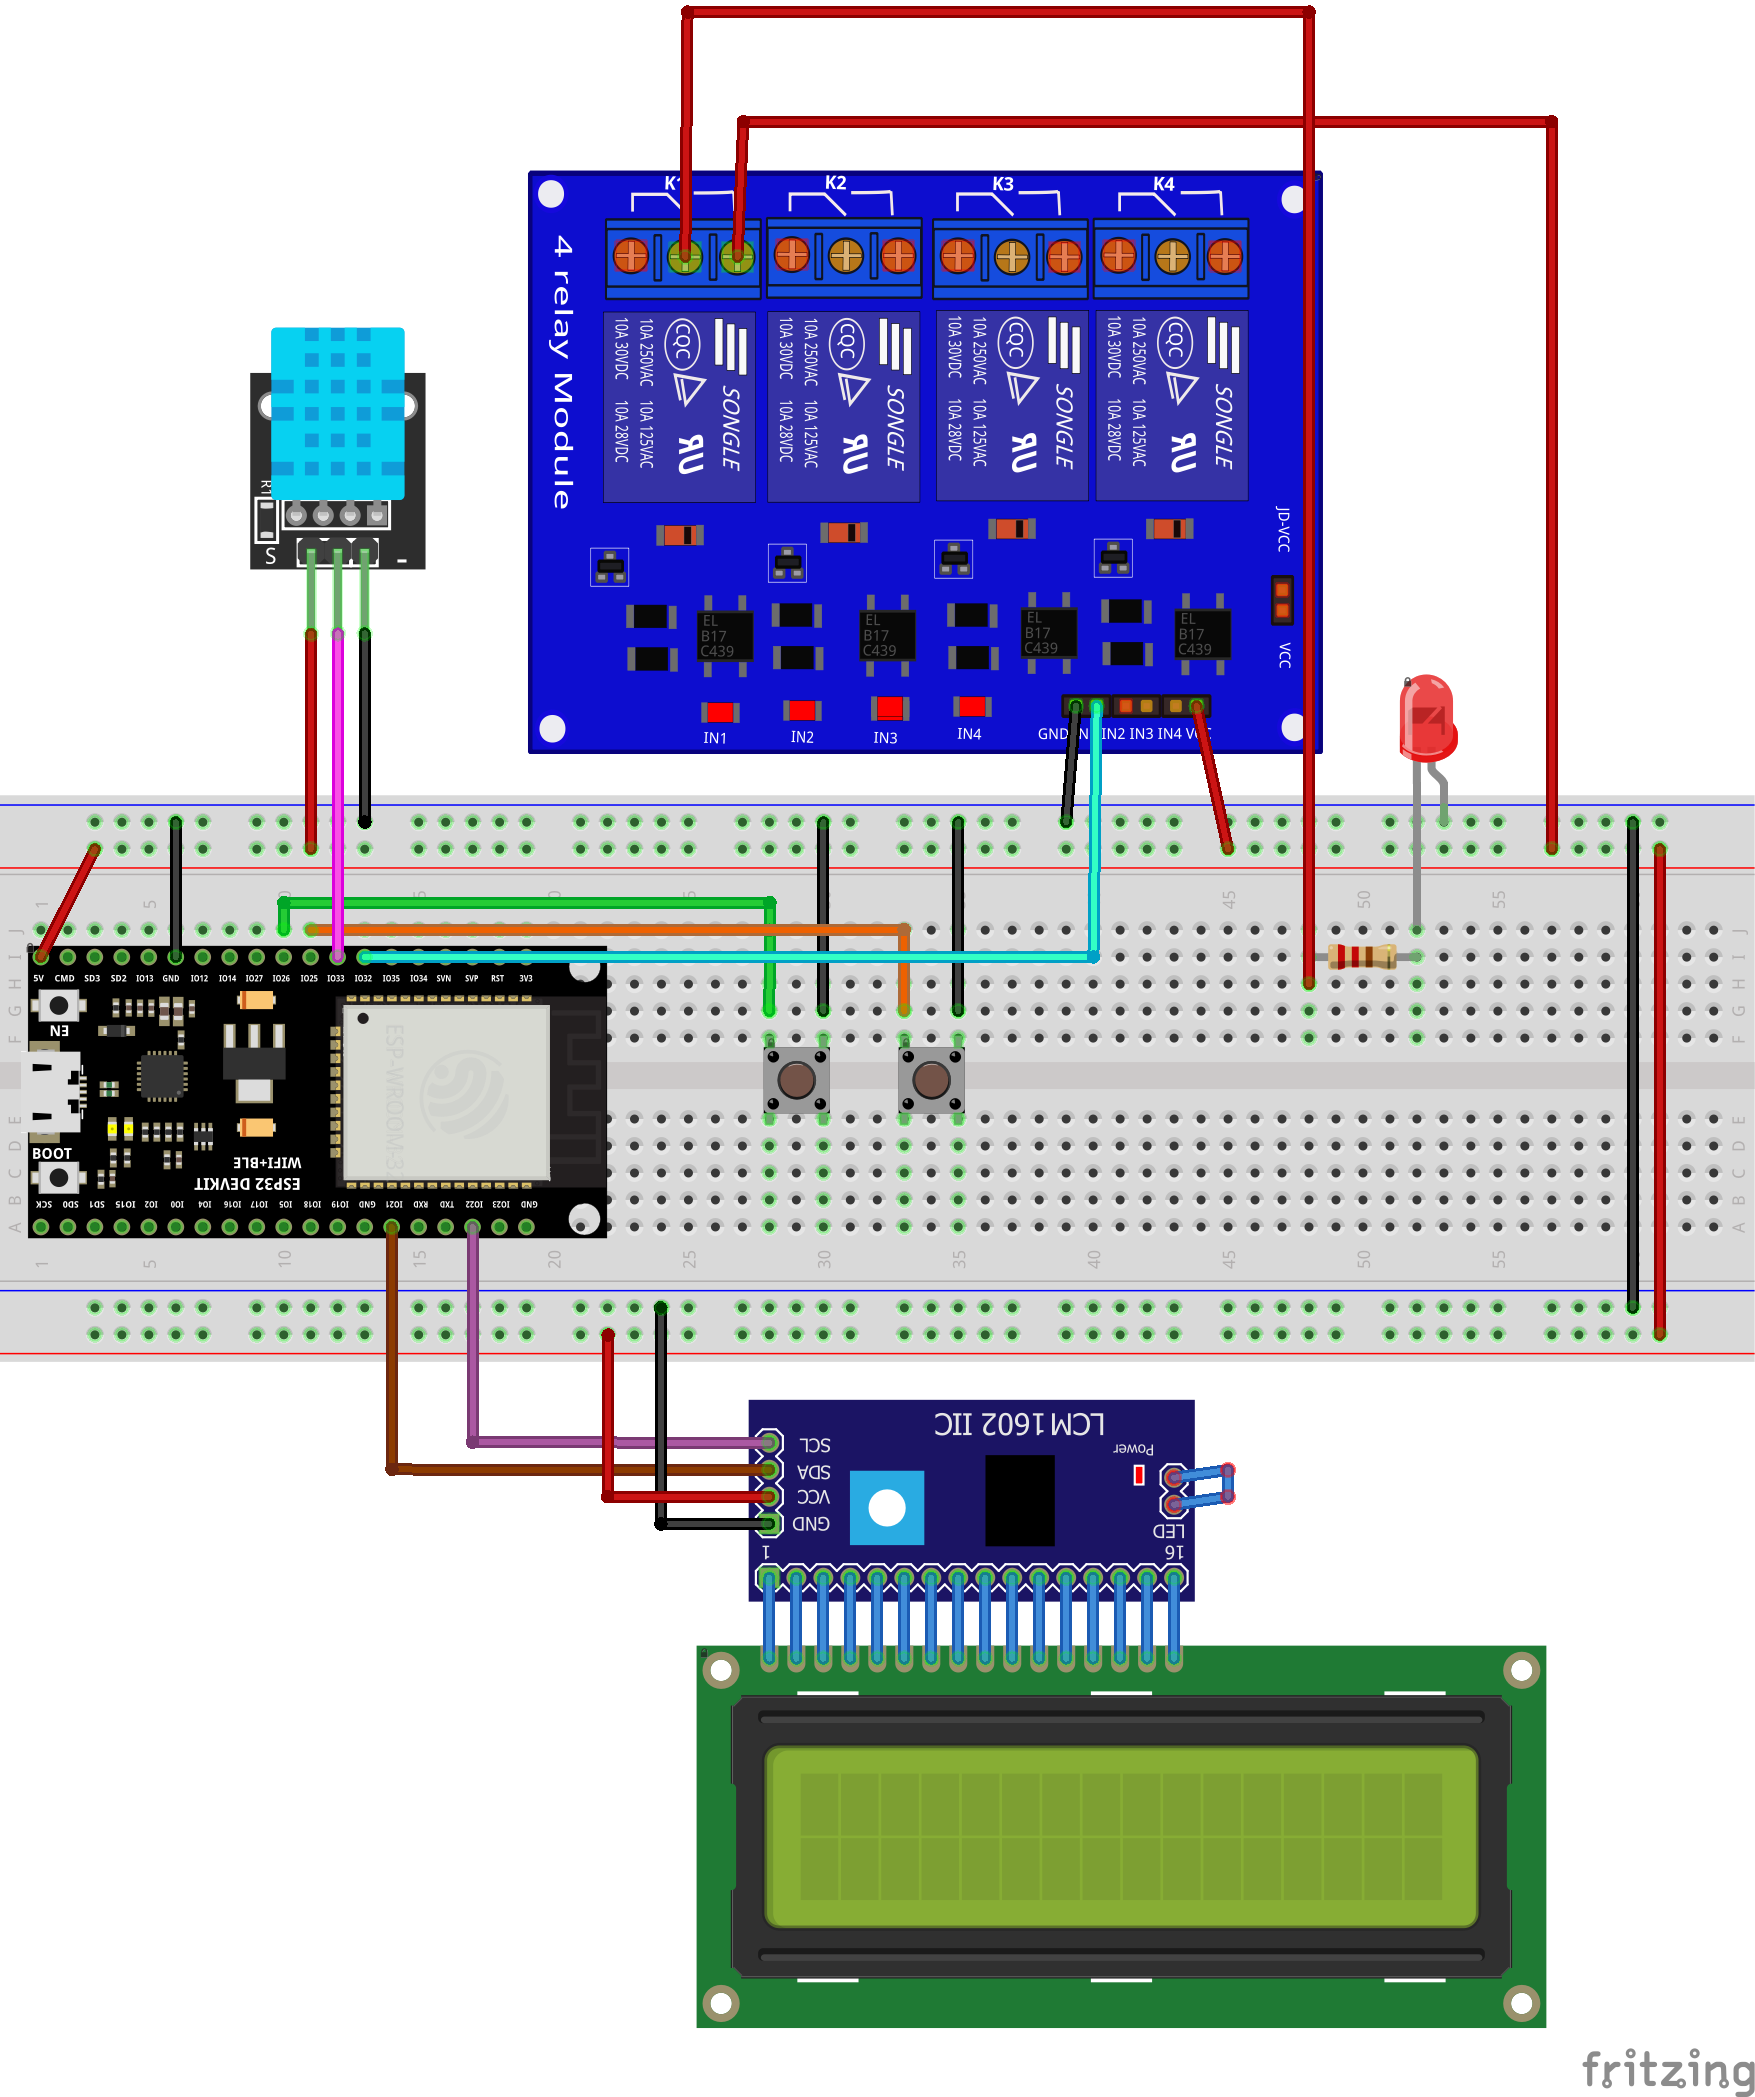 K1 K2 K3 K4
4 relay Module
10A 250VAC 10A 125VAC
10A 30VDC 10A 28VDC
CQC
SONGLE
10A 250VAC 10A 125VAC
10A 30VDC 10A 28VDC
CQC
SONGLE
10A 250VAC 10A 125VAC
10A 30VDC 10A 28VDC
CQC
SONGLE
10A 250VAC 10A 125VAC
10A 30VDC 10A 28VDC
CQC
SONGLE
JD-VCC
VCC
EL
B17
C439
EL
B17
C439
EL
B17
C439
EL
B17
C439
IN1 IN2 IN3 IN4
GND IN2 IN3 IN4 VCC
S -
1 5 45 50 55
J I H G F
J I H G F
5V CMD SD3 SD2 IO13 GND IO12 IO14 IO27 IO26 IO25 IO33 IO32 IO35 IO34 SVN SVP RST 3V3
EN
ESP-WROOM-32
BOOT
WIFI+BLE
ESP32 DEVKIT
SCK SD0 SD1 IO15 IO2 IO0 IO4 IO16 IO17 IO5 IO18 IO19 GND IO21 RXD TXD IO22 IO23 GND
E D C B A
E D C B A
1 5 10 15 20 25 30 35 40 45 50 55
LCM1602 IIC
SCL
SDA
VCC
GND
Power
LED
1 16
fritzing